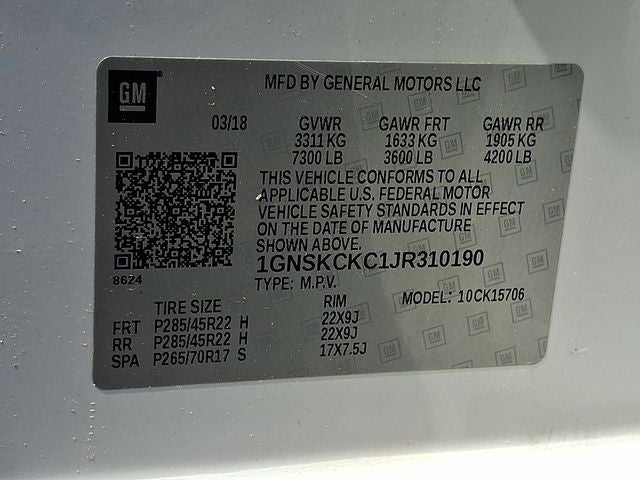 GM
MFD BY GENERAL MOTORS LLC
03/18 GVWR GAWR FRT GAWR RR
3311 KG 1633 KG 1905 KG
7300 LB 3600 LB 4200 LB
THIS VEHICLE CONFORMS TO ALL
APPLICABLE U.S. FEDERAL MOTOR
VEHICLE SAFETY STANDARDS IN EFFECT
ON THE DATE OF MANUFACTURE
SHOWN ABOVE.
1GNSKCKC1JR310190
8624
TYPE: M.P.V.
TIRE SIZE RIM MODEL: 10CK15706
FRT P285/45R22 H 22X9J
RR P285/45R22 H 22X9J
SPA P265/70R17 S 17X7.5J